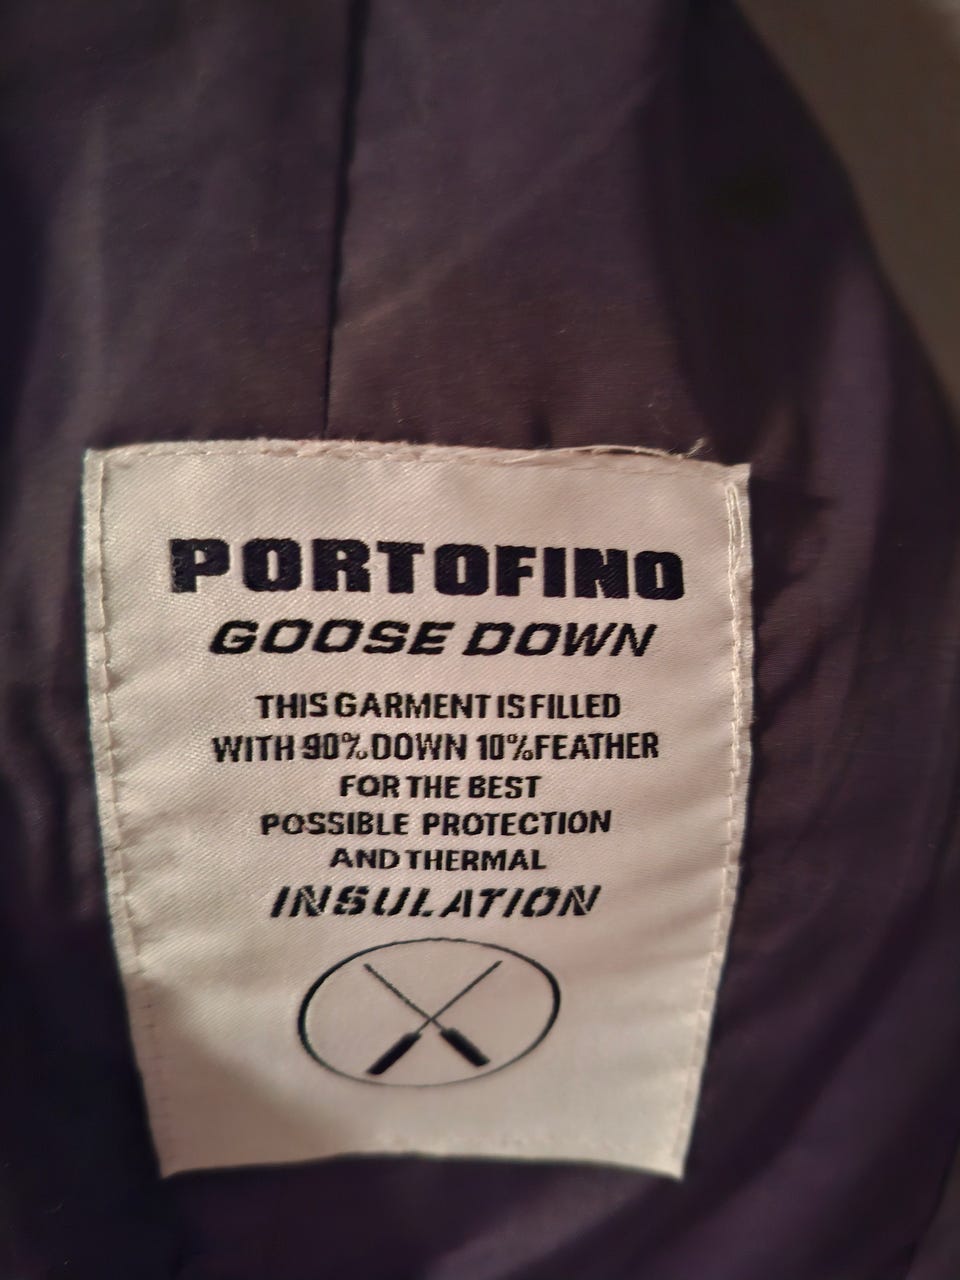 PORTOFINO
GOOSE DOWN
THIS GARMENT IS FILLED
WITH 90% DOWN 10% FEATHER
FOR THE BEST
POSSIBLE PROTECTION
AND THERMAL
INSULATION